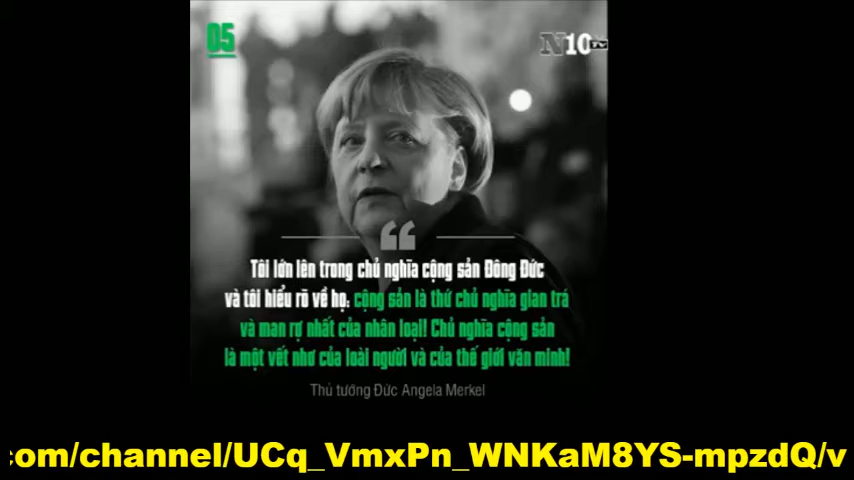 05
N10 TV
“
Tôi lớn lên trong chủ nghĩa cộng sản Đông Đức
và tôi hiểu rõ về họ: cộng sản là thứ chủ nghĩa gian trá
và man rợ nhất của nhân loại! Chủ nghĩa cộng sản
là một vết nhơ của loài người và của thế giới văn minh!
Thủ tướng Đức Angela Merkel
com/channel/UCq_VmxPn_WNKaM8YS-mpzdQ/v